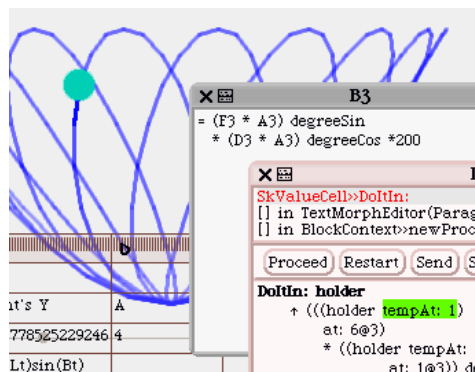 B3
= (F3 * A3) degreeSin
* (D3 * A3) degreeCos *200
SkValueCell>>DoItIn:
[] in TextMorphEditor(Parag
[] in BlockContext>>newProc
Proceed Restart Send S
DoItIn: holder
↑ (((holder tempAt: 1)
at: 6@3)
* ((holder tempAt:
at: 1@3)) d
b
nt's Y A
778525229246 4
Lt)sin(Bt)